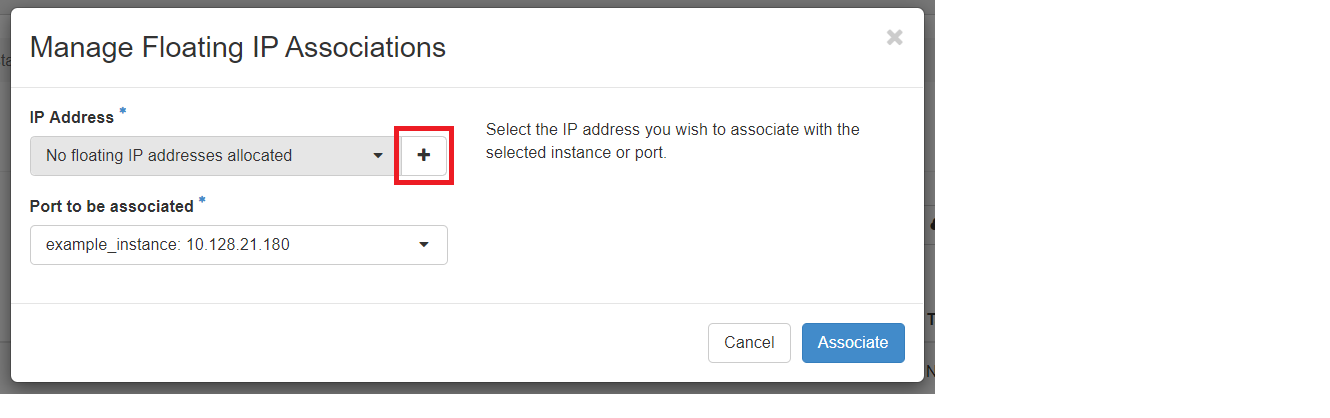 Manage Floating IP Associations
IP Address *
Select the IP address you wish to associate with the
selected instance or port.
No floating IP addresses allocated
Port to be associated *
example_instance: 10.128.21.180
Cancel
Associate